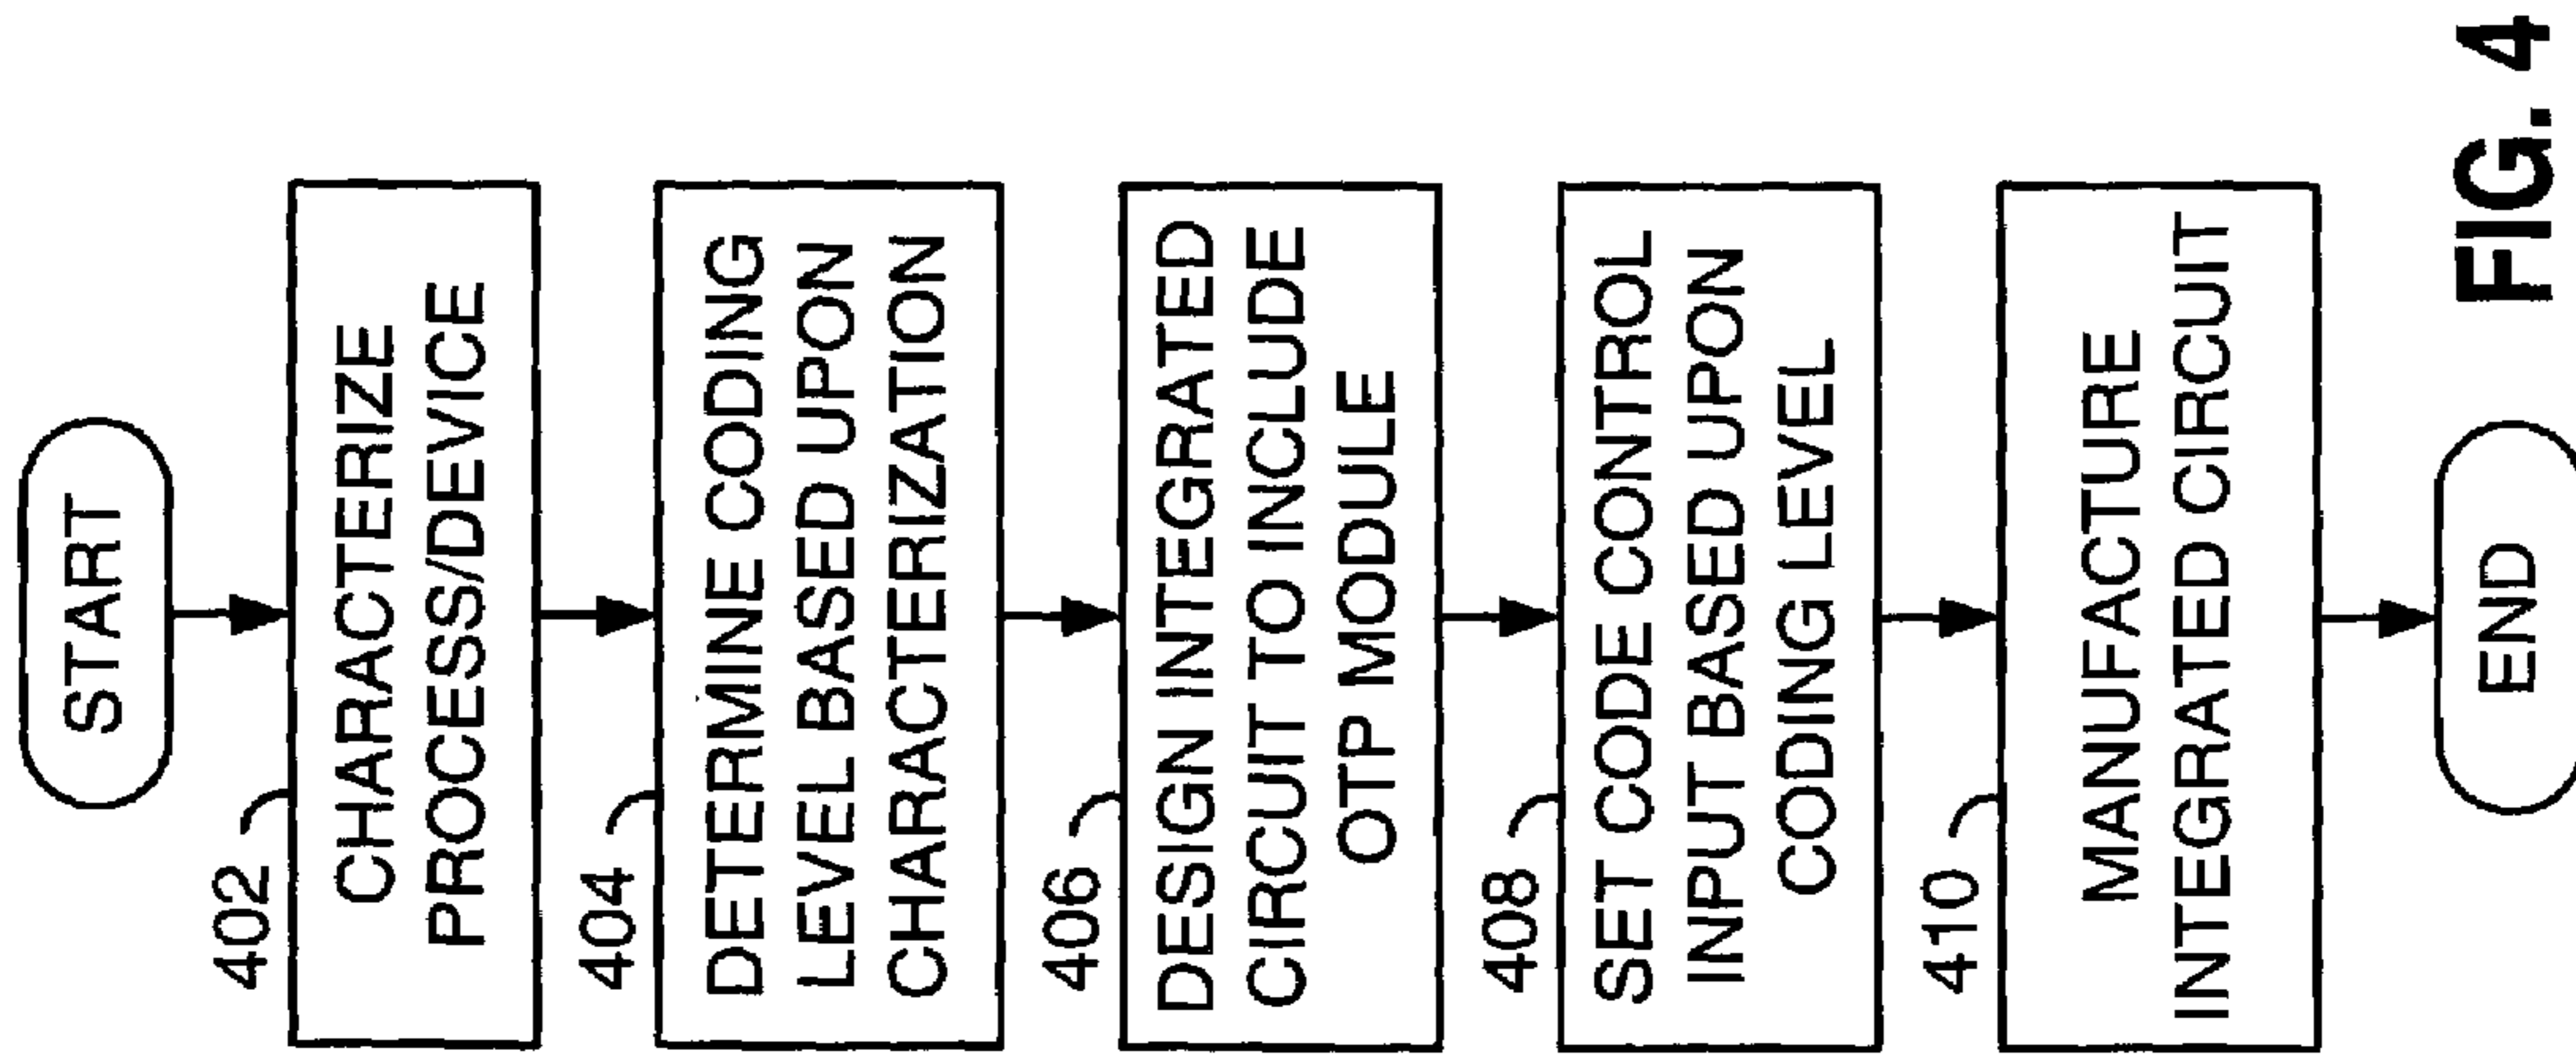 START
402
CHARACTERIZE
PROCESS/DEVICE
404
DETERMINE CODING
LEVEL BASED UPON
CHARACTERIZATION
406
DESIGN INTEGRATED
CIRCUIT TO INCLUDE
OTP MODULE
408
SET CODE CONTROL
INPUT BASED UPON
CODING LEVEL
410
MANUFACTURE
INTEGRATED CIRCUIT
END
FIG. 4